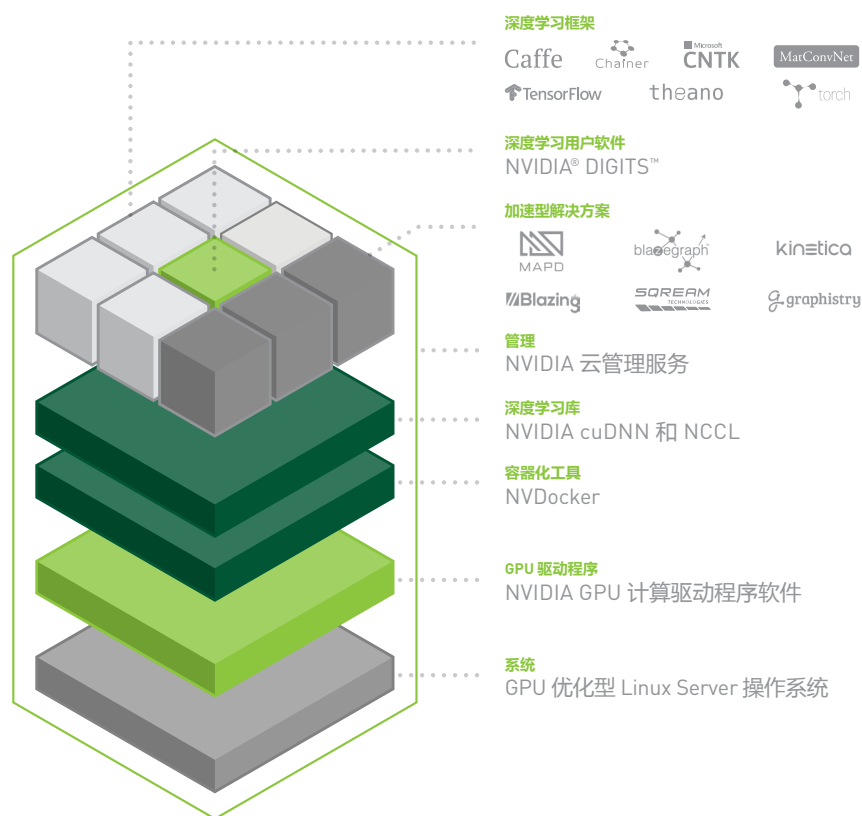 深度学习框架
Caffe Chainer Microsoft CNTK MatConvNet
TensorFlow theano torch
深度学习用户软件
NVIDIA® DIGITS™
加速型解决方案
MAPD blazegraph kinetica
Blazing SQREAM TECHNOLOGIES graphistry
管理
NVIDIA 云管理服务
深度学习库
NVIDIA cuDNN 和 NCCL
容器化工具
NVDocker
GPU 驱动程序
NVIDIA GPU 计算驱动程序软件
系统
GPU 优化型 Linux Server 操作系统